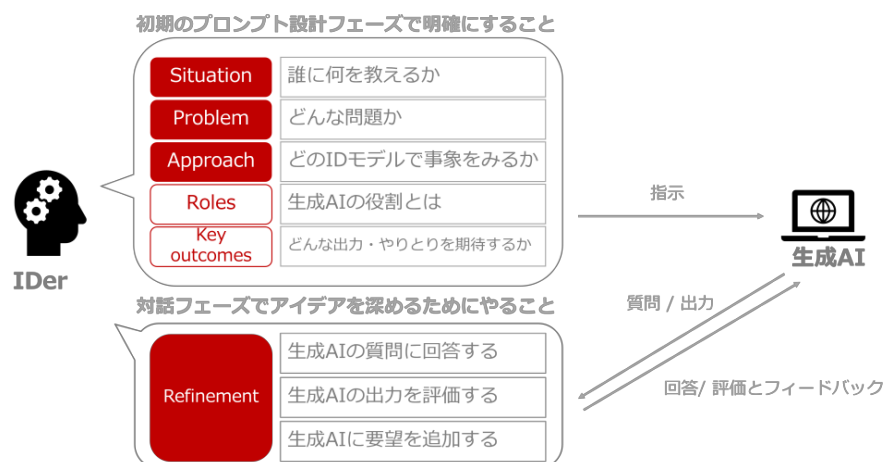 初期のプロンプト設計フェーズで明確にすること
Situation
誰に何を教えるか
Problem
どんな問題か
Approach
どのIDモデルで事象をみるか
Roles
生成AIの役割とは
Key
outcomes
どんな出力・やりとりを期待するか
IDer
指示
生成AI
対話フェーズでアイデアを深めるためにやること
質問 / 出力
Refinement
生成AIの質問に回答する
生成AIの出力を評価する
生成AIに要望を追加する
回答/ 評価とフィードバック